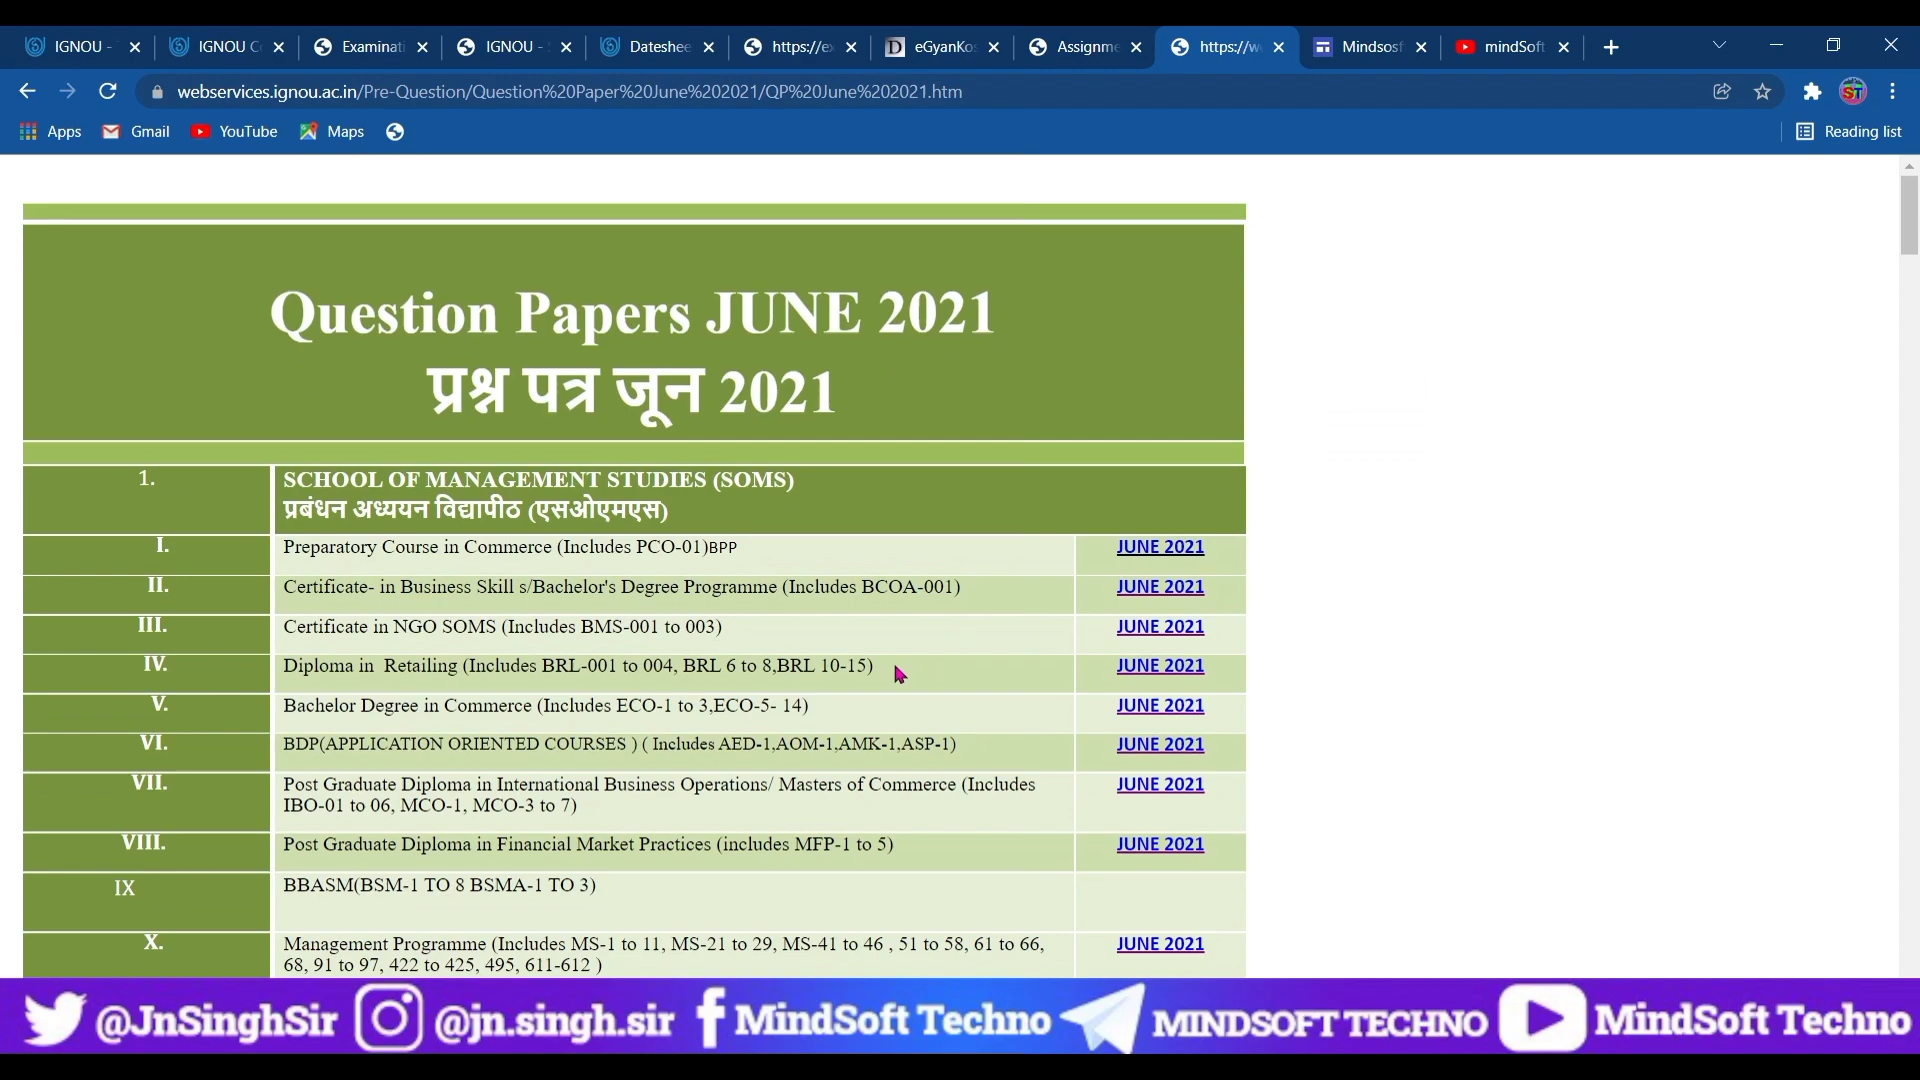 IGNOU -
IGNOU C
Examinati
IGNOU -
Dateshee
https://ex
eGyanKos
Assignme
https://we
Mindsosf
mindSoft
webservices.ignou.ac.in/Pre-Question/Question%20Paper%20June%202021/QP%20June%202021.htm
Apps
Gmail
YouTube
Maps
Reading list
Question Papers JUNE 2021
प्रश्न पत्र जून 2021
1. SCHOOL OF MANAGEMENT STUDIES (SOMS)
प्रबंधन अध्ययन विद्यापीठ (एसओएमएस)
I. Preparatory Course in Commerce (Includes PCO-01)BPP JUNE 2021
II. Certificate- in Business Skill s/Bachelor's Degree Programme (Includes BCOA-001) JUNE 2021
III. Certificate in NGO SOMS (Includes BMS-001 to 003) JUNE 2021
IV. Diploma in Retailing (Includes BRL-001 to 004, BRL 6 to 8,BRL 10-15) JUNE 2021
V. Bachelor Degree in Commerce (Includes ECO-1 to 3,ECO-5- 14) JUNE 2021
VI. BDP(APPLICATION ORIENTED COURSES ) ( Includes AED-1,AOM-1,AMK-1,ASP-1) JUNE 2021
VII. Post Graduate Diploma in International Business Operations/ Masters of Commerce (Includes JUNE 2021
IBO-01 to 06, MCO-1, MCO-3 to 7)
VIII. Post Graduate Diploma in Financial Market Practices (includes MFP-1 to 5) JUNE 2021
IX BBASM(BSM-1 TO 8 BSMA-1 TO 3)
X. Management Programme (Includes MS-1 to 11, MS-21 to 29, MS-41 to 46 , 51 to 58, 61 to 66, JUNE 2021
68, 91 to 97, 422 to 425, 495, 611-612 )
@JnSinghSir @jn.singh.sir MindSoft Techno MINDSOFT TECHNO MindSoft Techno